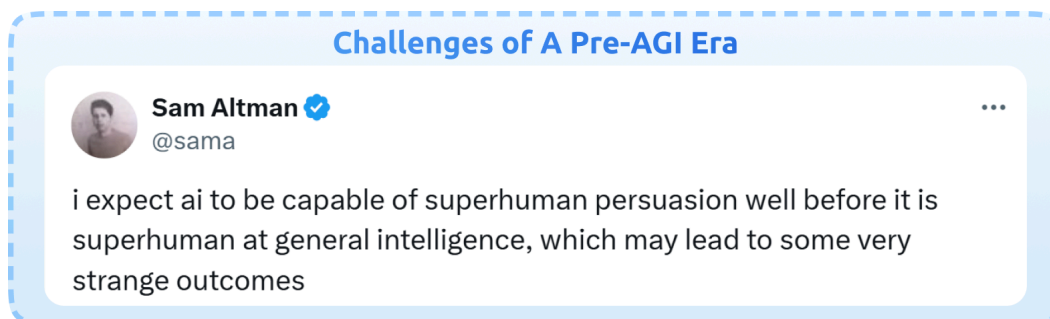 Challenges of A Pre-AGI Era
Sam Altman
@sama
i expect ai to be capable of superhuman persuasion well before it is
superhuman at general intelligence, which may lead to some very
strange outcomes